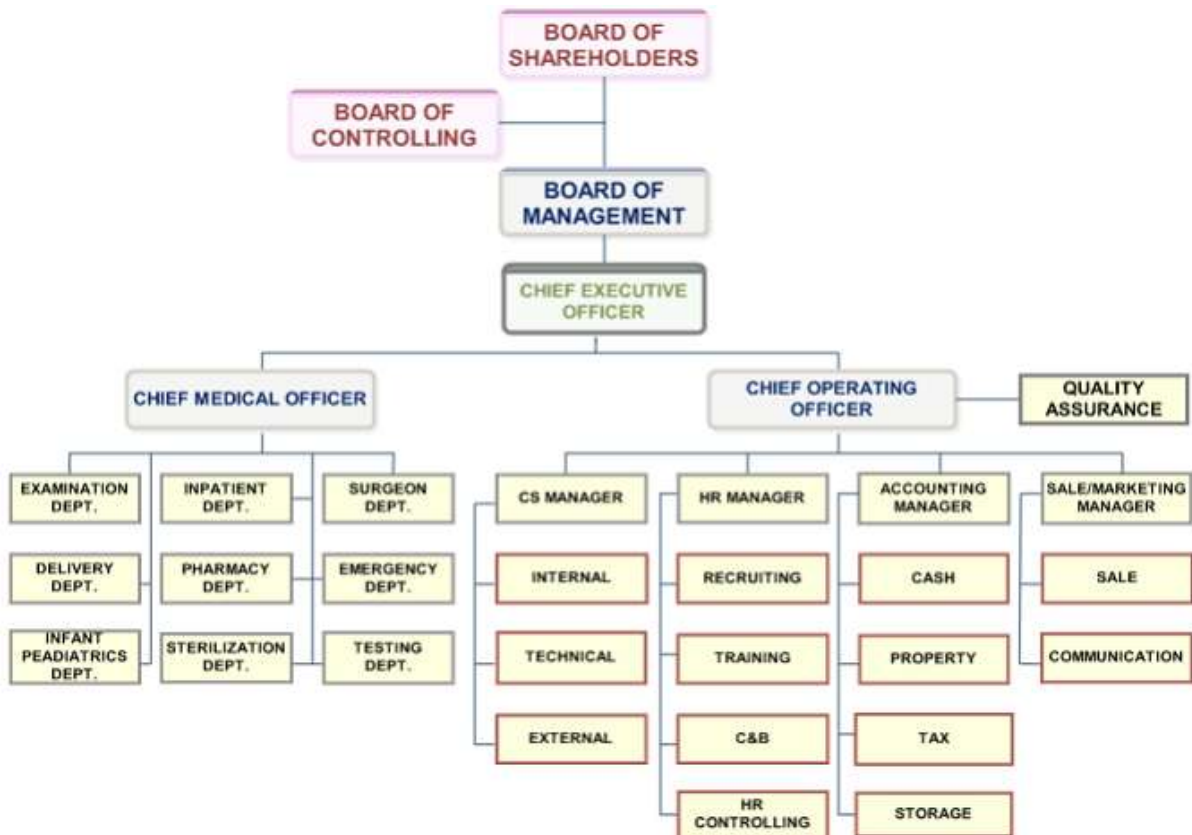 BOARD OF
SHAREHOLDERS
BOARD OF
CONTROLLING
BOARD OF
MANAGEMENT
CHIEF EXECUTIVE
OFFICER
CHIEF MEDICAL OFFICER
CHIEF OPERATING
OFFICER
QUALITY
ASSURANCE
EXAMINATION
DEPT.
INPATIENT
DEPT.
SURGEON
DEPT.
CS MANAGER
HR MANAGER
ACCOUNTING
MANAGER
SALE/MARKETING
MANAGER
DELIVERY
DEPT.
PHARMACY
DEPT.
EMERGENCY
DEPT.
INTERNAL
RECRUITING
CASH
SALE
INFANT
PEADIATRICS
DEPT.
STERILIZATION
DEPT.
TESTING
DEPT.
TECHNICAL
TRAINING
PROPERTY
COMMUNICATION
EXTERNAL
C&B
TAX
HR
CONTROLLING
STORAGE